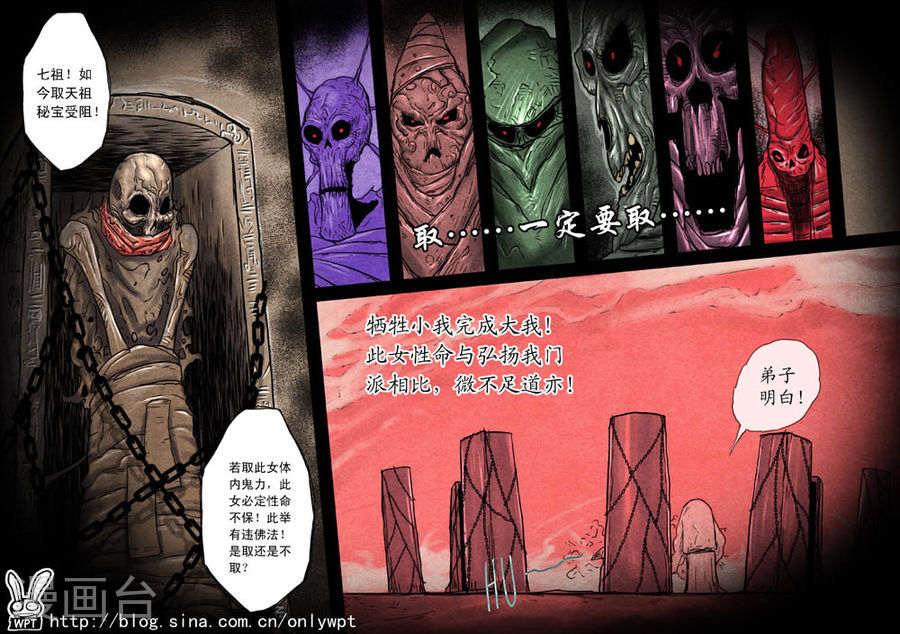 七祖！如
今取天祖
秘宝受阻！
取……一定要取……
若取此女体
内鬼力，此
女必定性命
不保！此举
有违佛法！
是取还是不
取？
牺牲小我完成大我！
此女性命与弘扬我门
派相比，微不足道亦！
弟子
明白！
HU
漫画台
WPT
http://blog.sina.com.cn/onlywpt